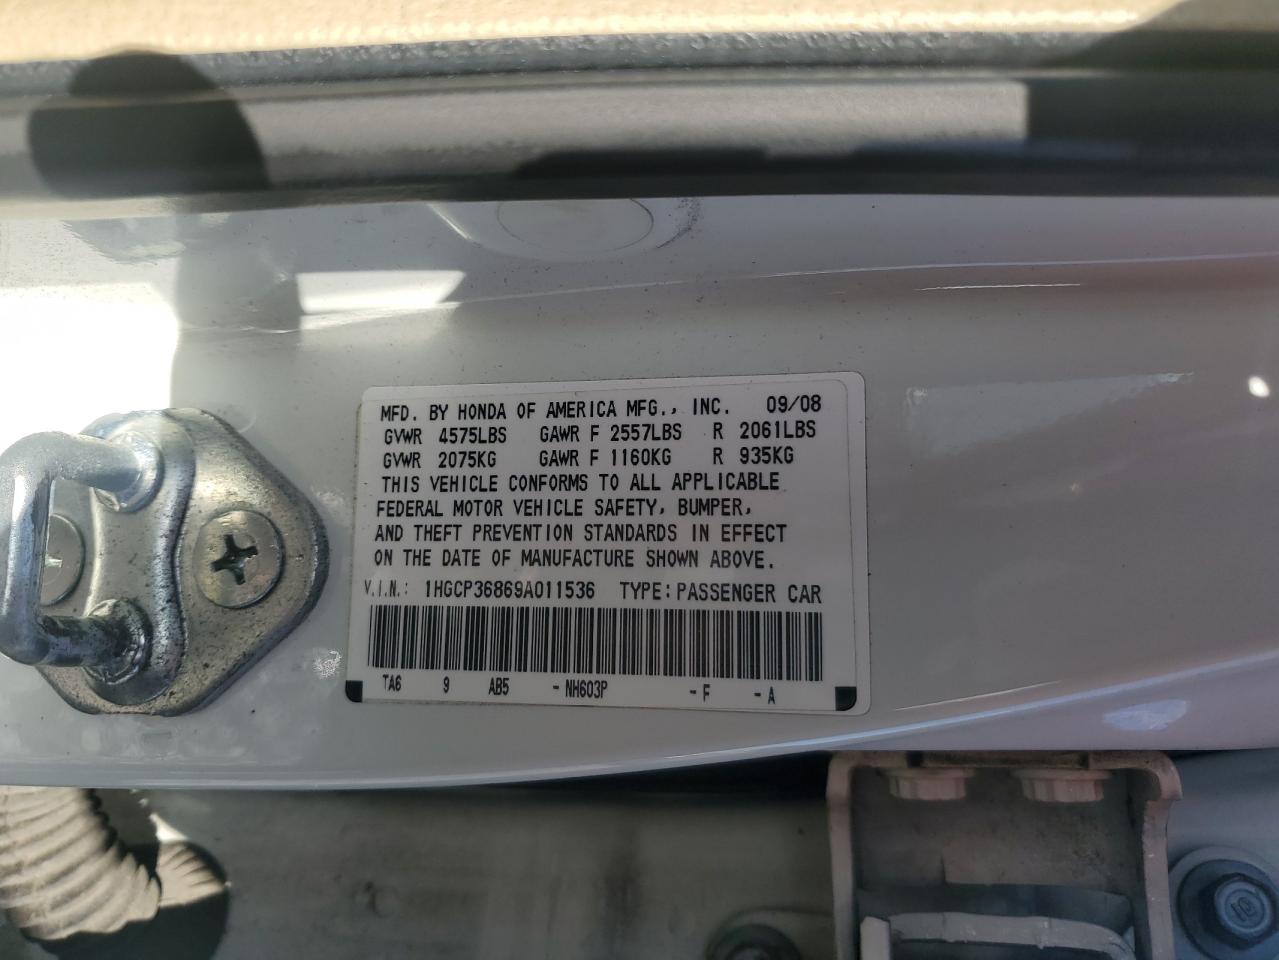 MFD. BY HONDA OF AMERICA MFG., INC. 09/08
GVWR 4575LBS GAWR F 2557LBS R 2061LBS
GVWR 2075KG GAWR F 1160KG R 935KG
THIS VEHICLE CONFORMS TO ALL APPLICABLE
FEDERAL MOTOR VEHICLE SAFETY, BUMPER,
AND THEFT PREVENTION STANDARDS IN EFFECT
ON THE DATE OF MANUFACTURE SHOWN ABOVE.
V.I.N.: 1HGCP36869A011536 TYPE: PASSENGER CAR
TA6 9 AB5 - NH603P - F - A